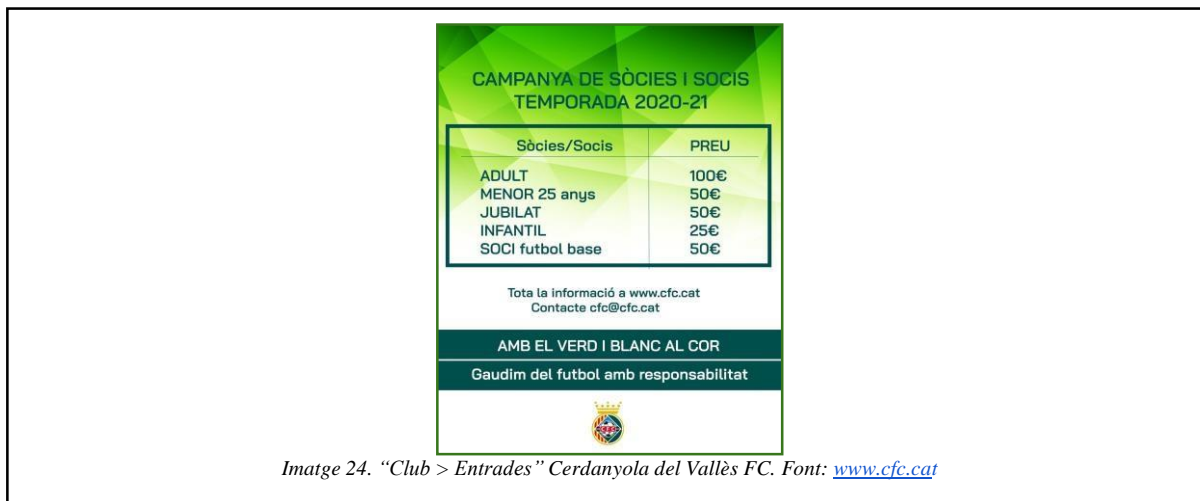 CAMPANYA DE SÒCIES I SOCIS
TEMPORADA 2020-21
Sòcies/Socis PREU
ADULT 100€
MENOR 25 anys 50€
JUBILAT 50€
INFANTIL 25€
SOCI futbol base 50€
Tota la informació a www.cfc.cat
Contacte cfc@cfc.cat
AMB EL VERD I BLANC AL COR
Gaudim del futbol amb responsabilitat
CFC
Imatge 24. “Club > Entrades” Cerdanyola del Vallès FC. Font: www.cfc.cat